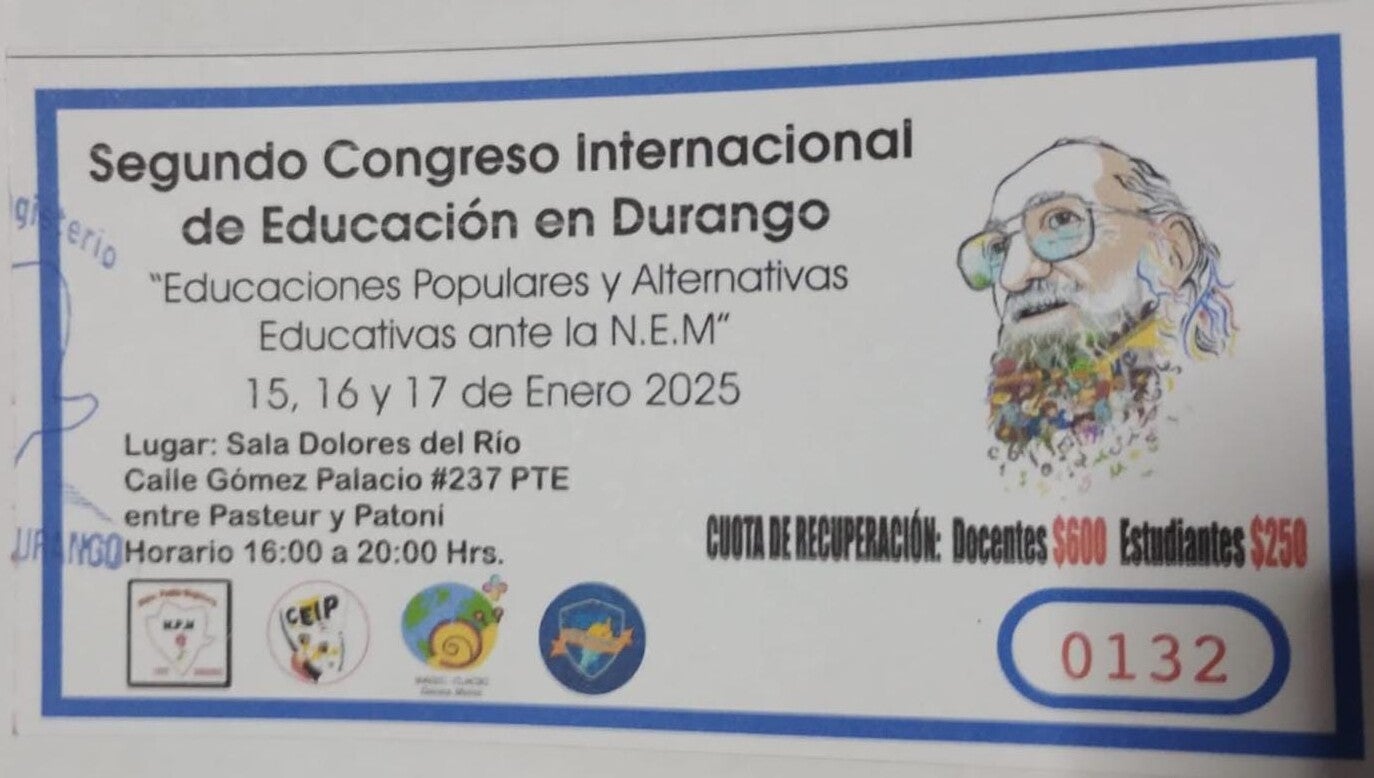 Segundo Congreso Internacional
de Educación en Durango
"Educaciones Populares y Alternativas
Educativas ante la N.E.M"
15, 16 y 17 de Enero 2025
Lugar: Sala Dolores del Río
Calle Gómez Palacio #237 PTE
entre Pasteur y Patoni
Horario 16:00 a 20:00 Hrs.
CUOTA DE RECUPERACIÓN: Docentes $600 Estudiantes $250
M.P.M
CEIP
0132